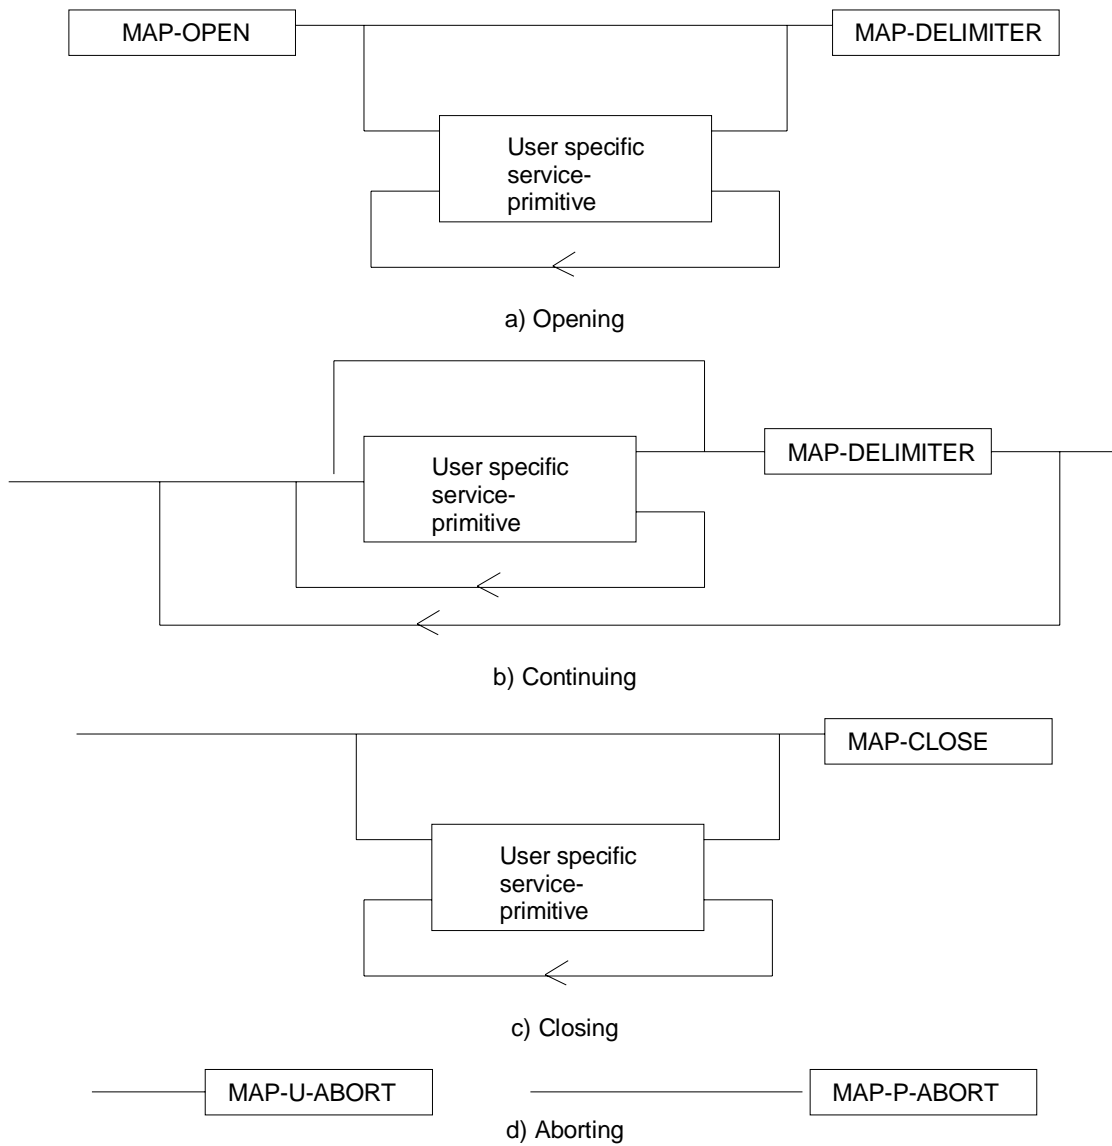 MAP-OPEN
MAP-DELIMITER
User specific
service-
primitive
a) Opening
User specific
service-
primitive
MAP-DELIMITER
b) Continuing
MAP-CLOSE
User specific
service-
primitive
c) Closing
MAP-U-ABORT
MAP-P-ABORT
d) Aborting